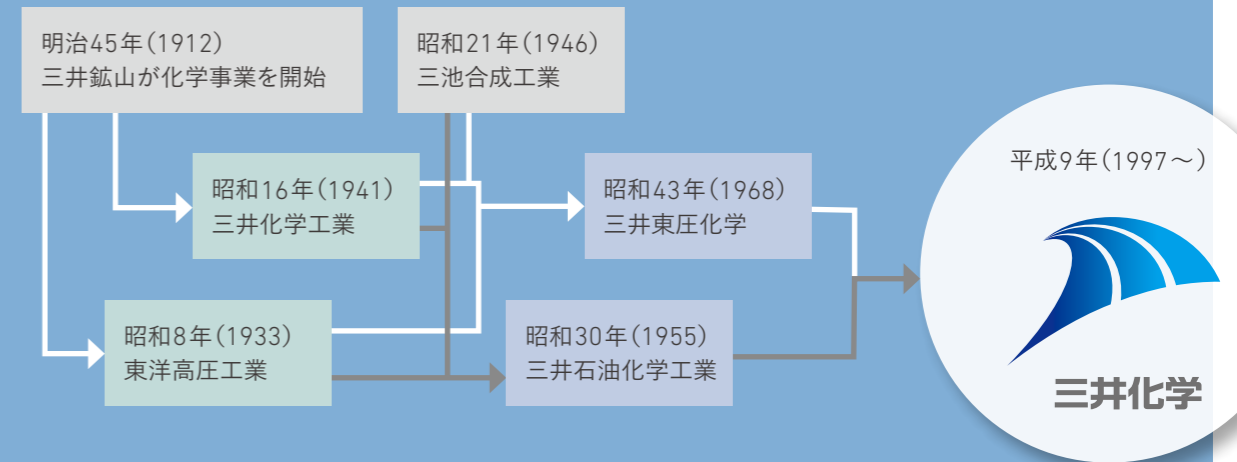 明治45年(1912)
三井鉱山が化学事業を開始
昭和21年(1946)
三池合成工業
昭和16年(1941)
三井化学工業
昭和43年(1968)
三井東圧化学
平成9年(1997～)
昭和8年(1933)
東洋高圧工業
昭和30年(1955)
三井石油化学工業
三井化学